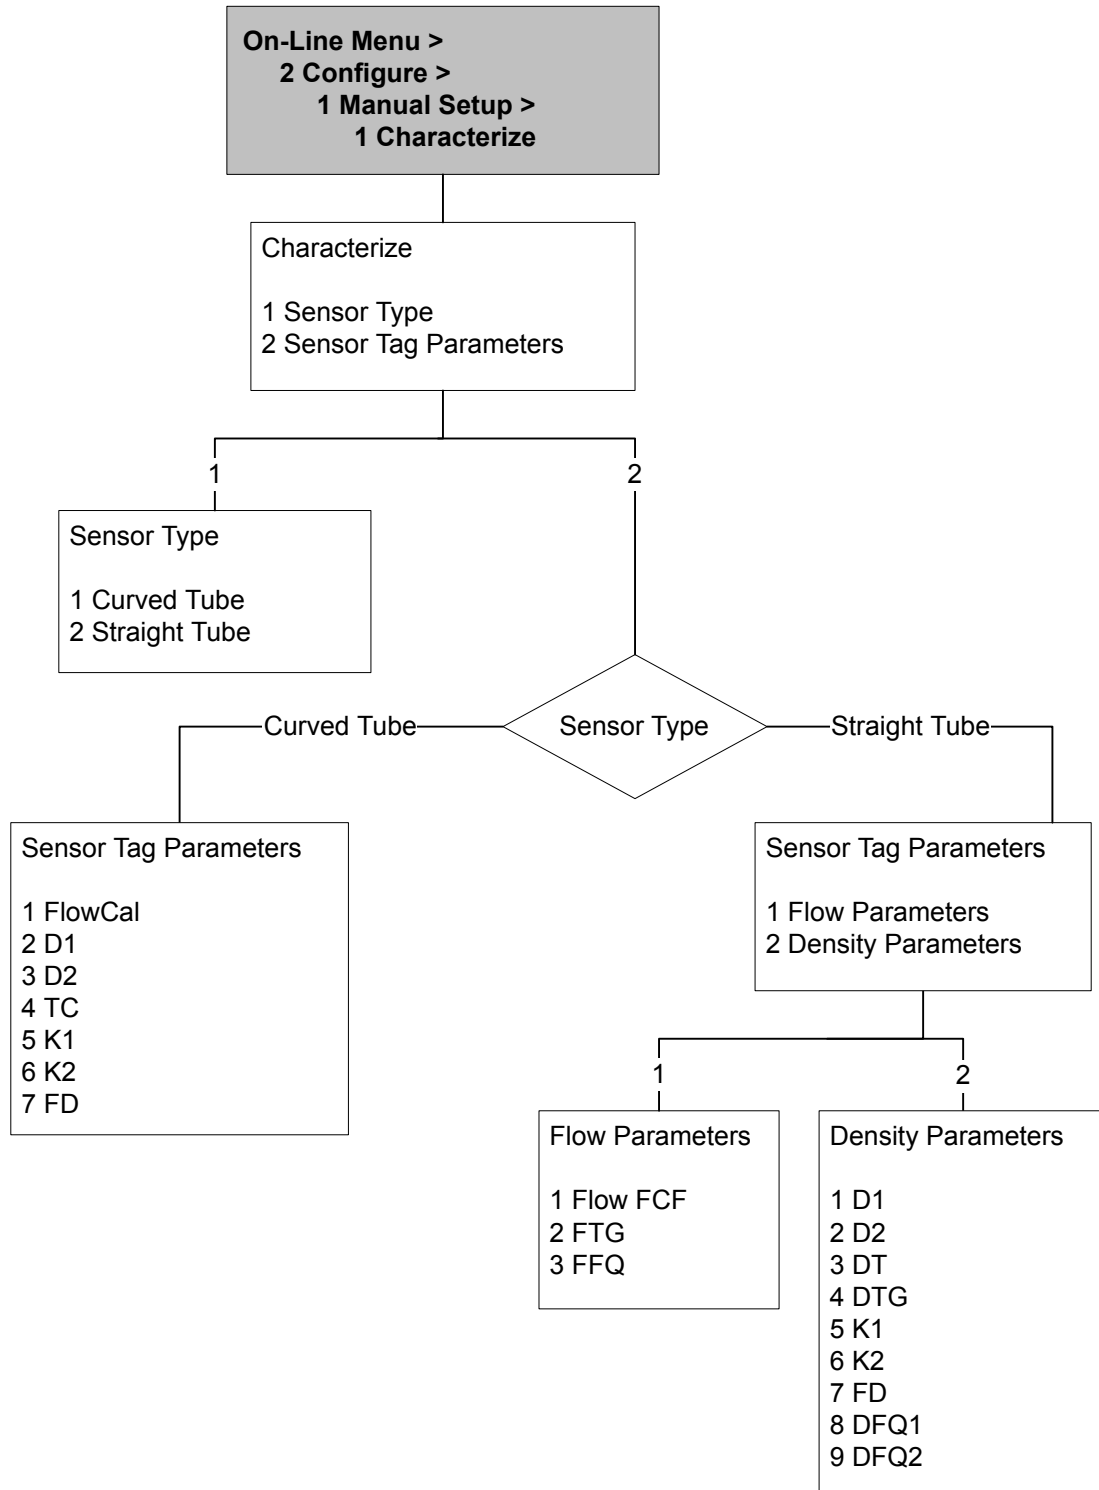 On-Line Menu >
2 Configure >
1 Manual Setup >
1 Characterize
Characterize
1 Sensor Type
2 Sensor Tag Parameters
1
2
Sensor Type
1 Curved Tube
2 Straight Tube
Curved Tube
Sensor Type
Straight Tube
Sensor Tag Parameters
1 FlowCal
2 D1
3 D2
4 TC
5 K1
6 K2
7 FD
Sensor Tag Parameters
1 Flow Parameters
2 Density Parameters
1
2
Flow Parameters
1 Flow FCF
2 FTG
3 FFQ
Density Parameters
1 D1
2 D2
3 DT
4 DTG
5 K1
6 K2
7 FD
8 DFQ1
9 DFQ2